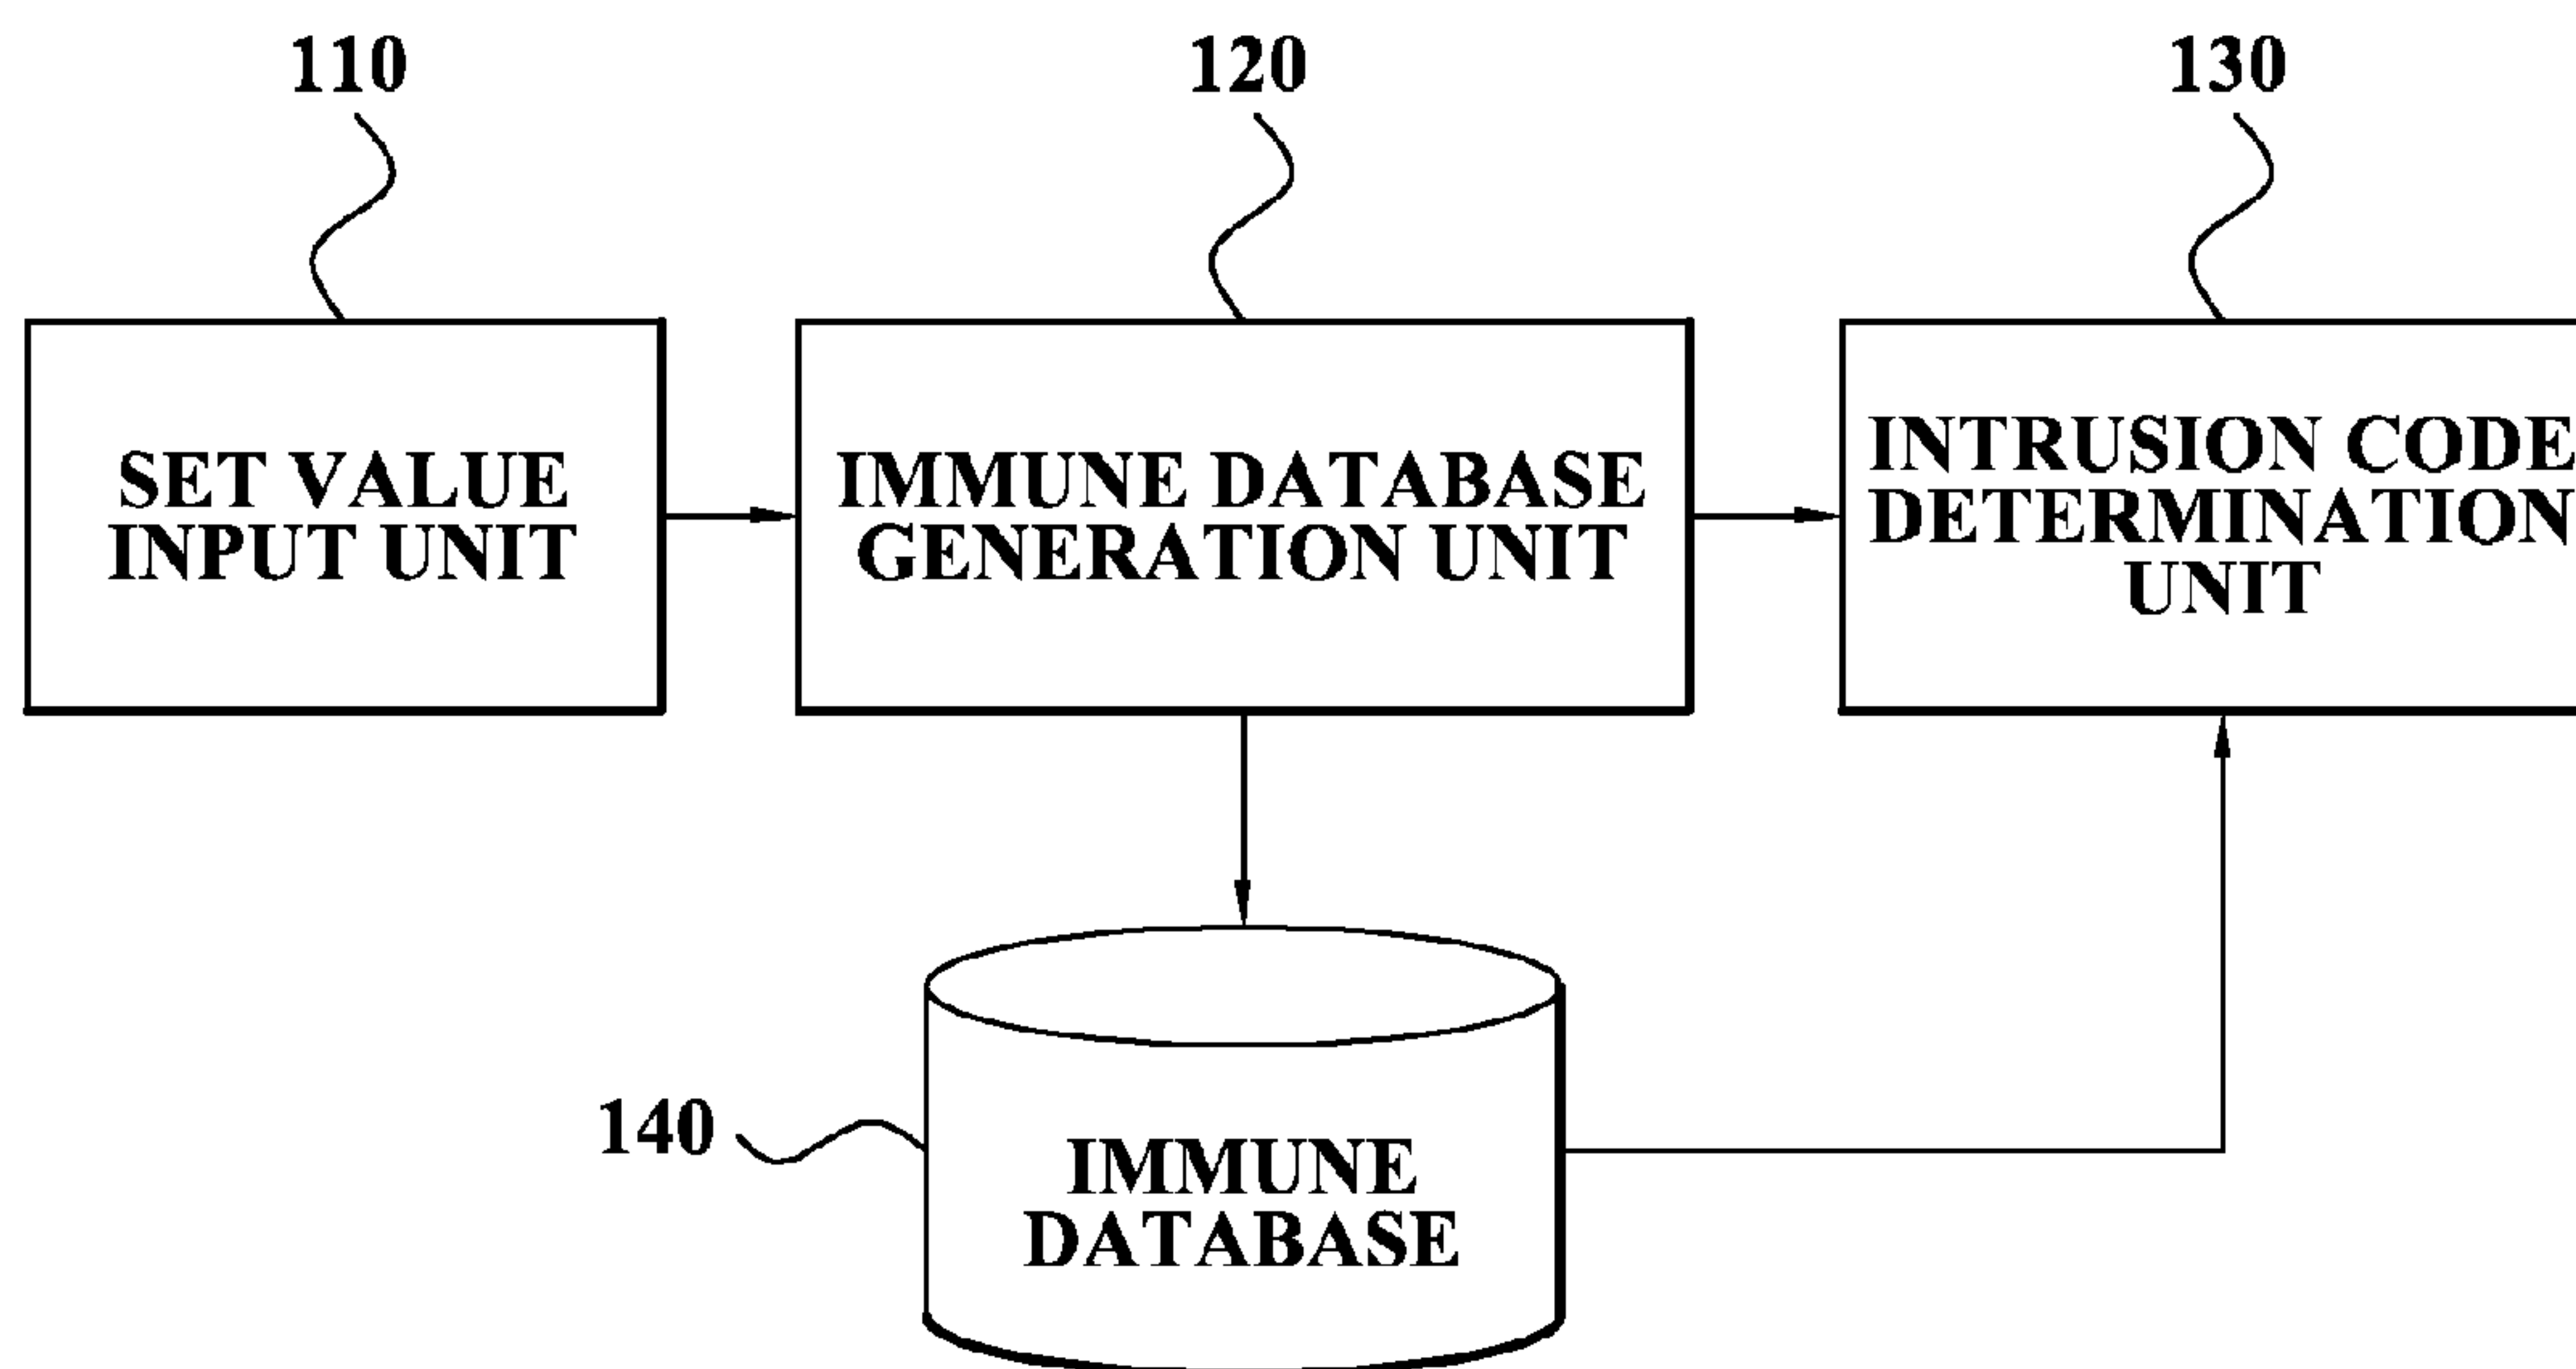 110
120
130
SET VALUE
INPUT UNIT
IMMUNE DATABASE
GENERATION UNIT
INTRUSION CODE
DETERMINATION
UNIT
140
IMMUNE
DATABASE